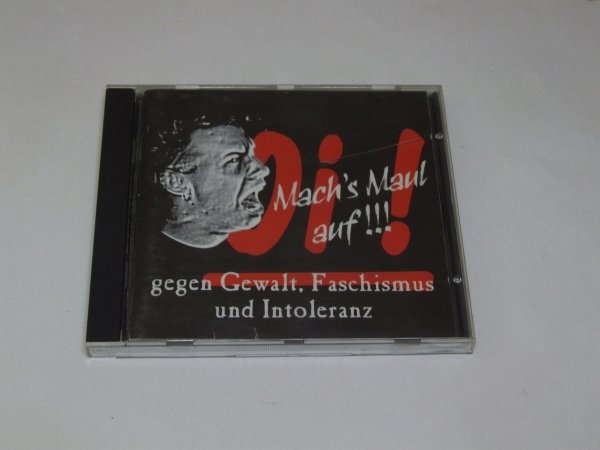 Oi!
Mach's Maul
auf!!!
gegen Gewalt, Faschismus
und Intoleranz